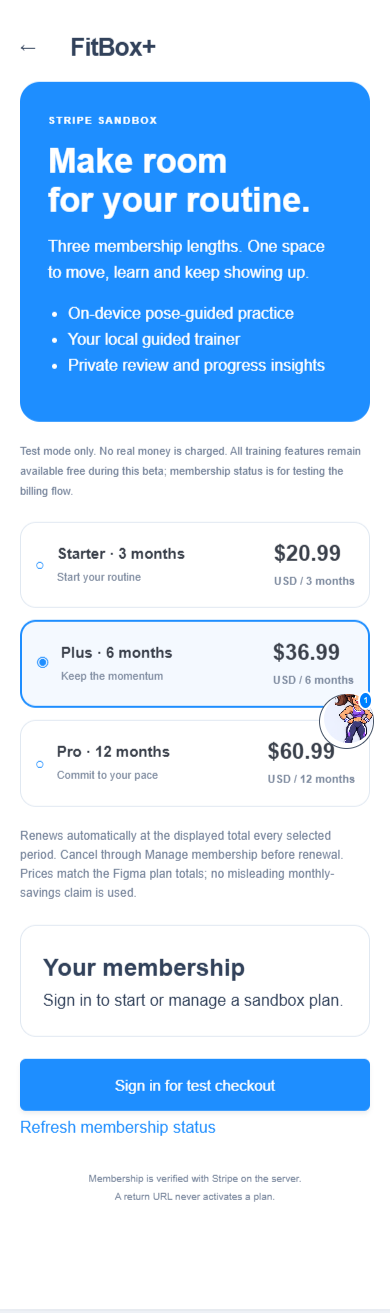 ← FitBox+
STRIPE SANDBOX
Make room
for your routine.
Three membership lengths. One space
to move, learn and keep showing up.
• On-device pose-guided practice
• Your local guided trainer
• Private review and progress insights
Test mode only. No real money is charged. All training features remain
available free during this beta; membership status is for testing the
billing flow.
Starter · 3 months
$20.99
Start your routine
USD / 3 months
Plus · 6 months
$36.99
Keep the momentum
USD / 6 months
1
Pro · 12 months
$60.99
Commit to your pace
USD / 12 months
Renews automatically at the displayed total every selected
period. Cancel through Manage membership before renewal.
Prices match the Figma plan totals; no misleading monthly-
savings claim is used.
Your membership
Sign in to start or manage a sandbox plan.
Sign in for test checkout
Refresh membership status
Membership is verified with Stripe on the server.
A return URL never activates a plan.